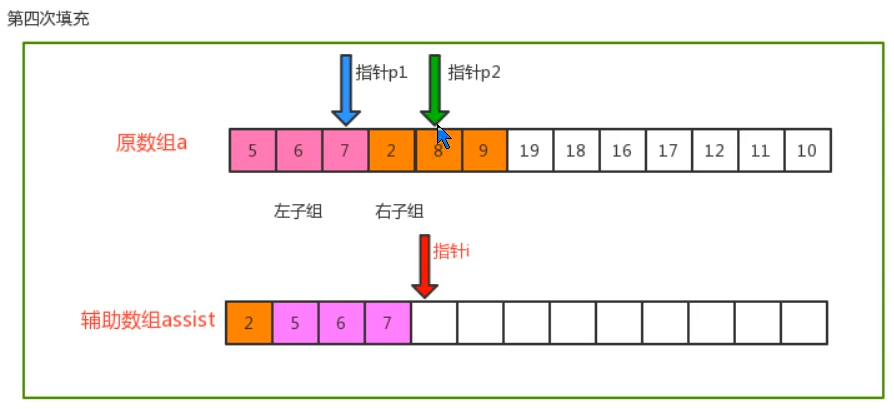 第四次填充
指针p1 指针p2
原数组a 5 6 7 2 8 9 19 18 16 17 12 11 10
左子组 右子组
指针i
辅助数组assist 2 5 6 7